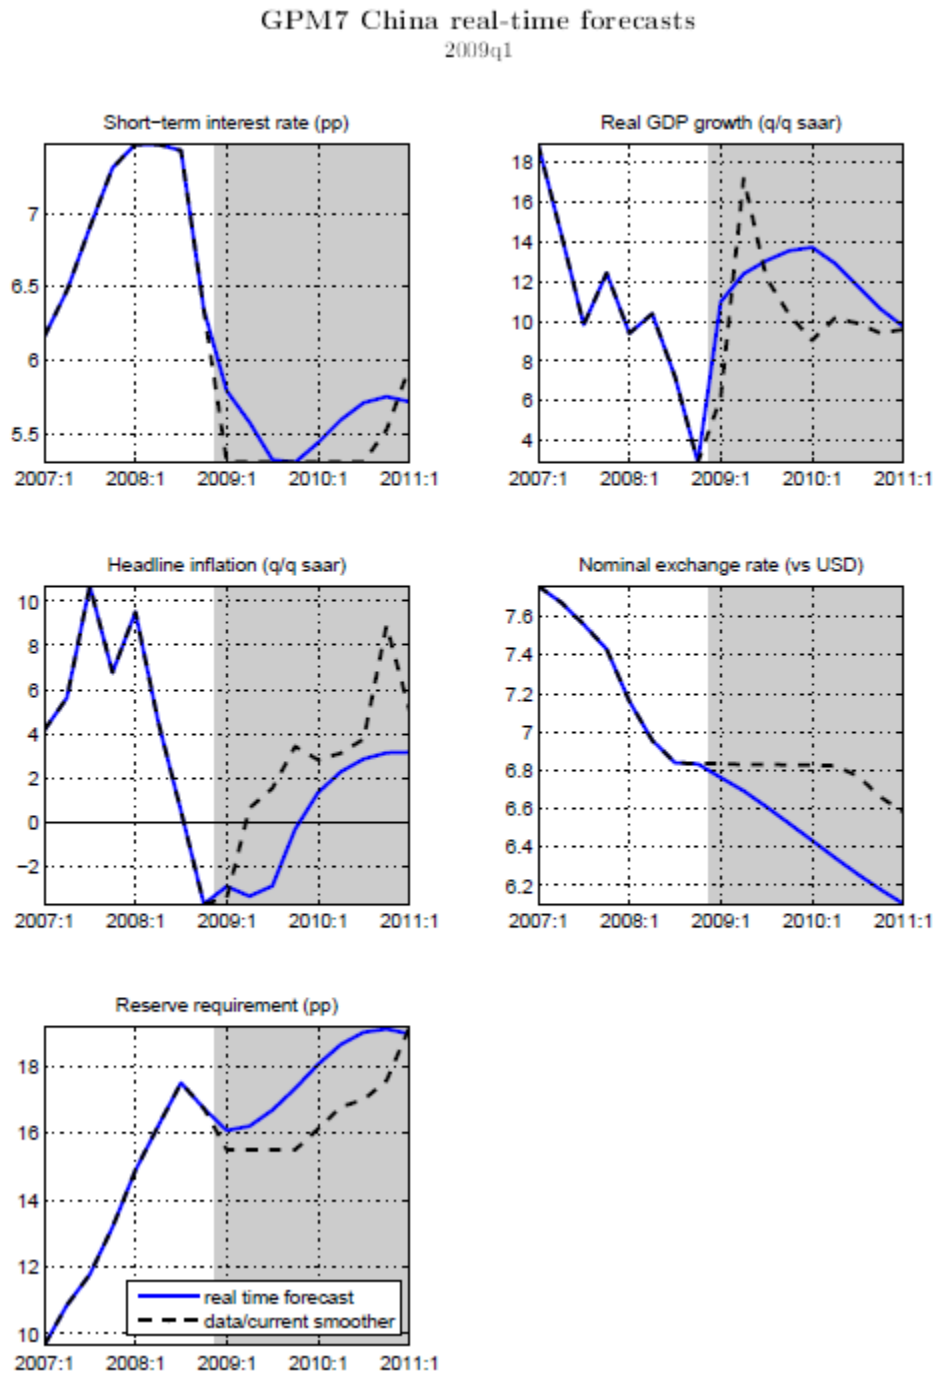 GPM7 China real-time forecasts
2009q1
Short-term interest rate (pp)
7
6.5
6
5.5
2007:1 2008:1 2009:1 2010:1 2011:1
Real GDP growth (q/q saar)
18
16
14
12
10
8
6
4
2007:1 2008:1 2009:1 2010:1 2011:1
Headline inflation (q/q saar)
10
8
6
4
2
0
-2
2007:1 2008:1 2009:1 2010:1 2011:1
Nominal exchange rate (vs USD)
7.6
7.4
7.2
7
6.8
6.6
6.4
6.2
2007:1 2008:1 2009:1 2010:1 2011:1
Reserve requirement (pp)
18
16
14
12
10
real time forecast
data/current smoother
2007:1 2008:1 2009:1 2010:1 2011:1